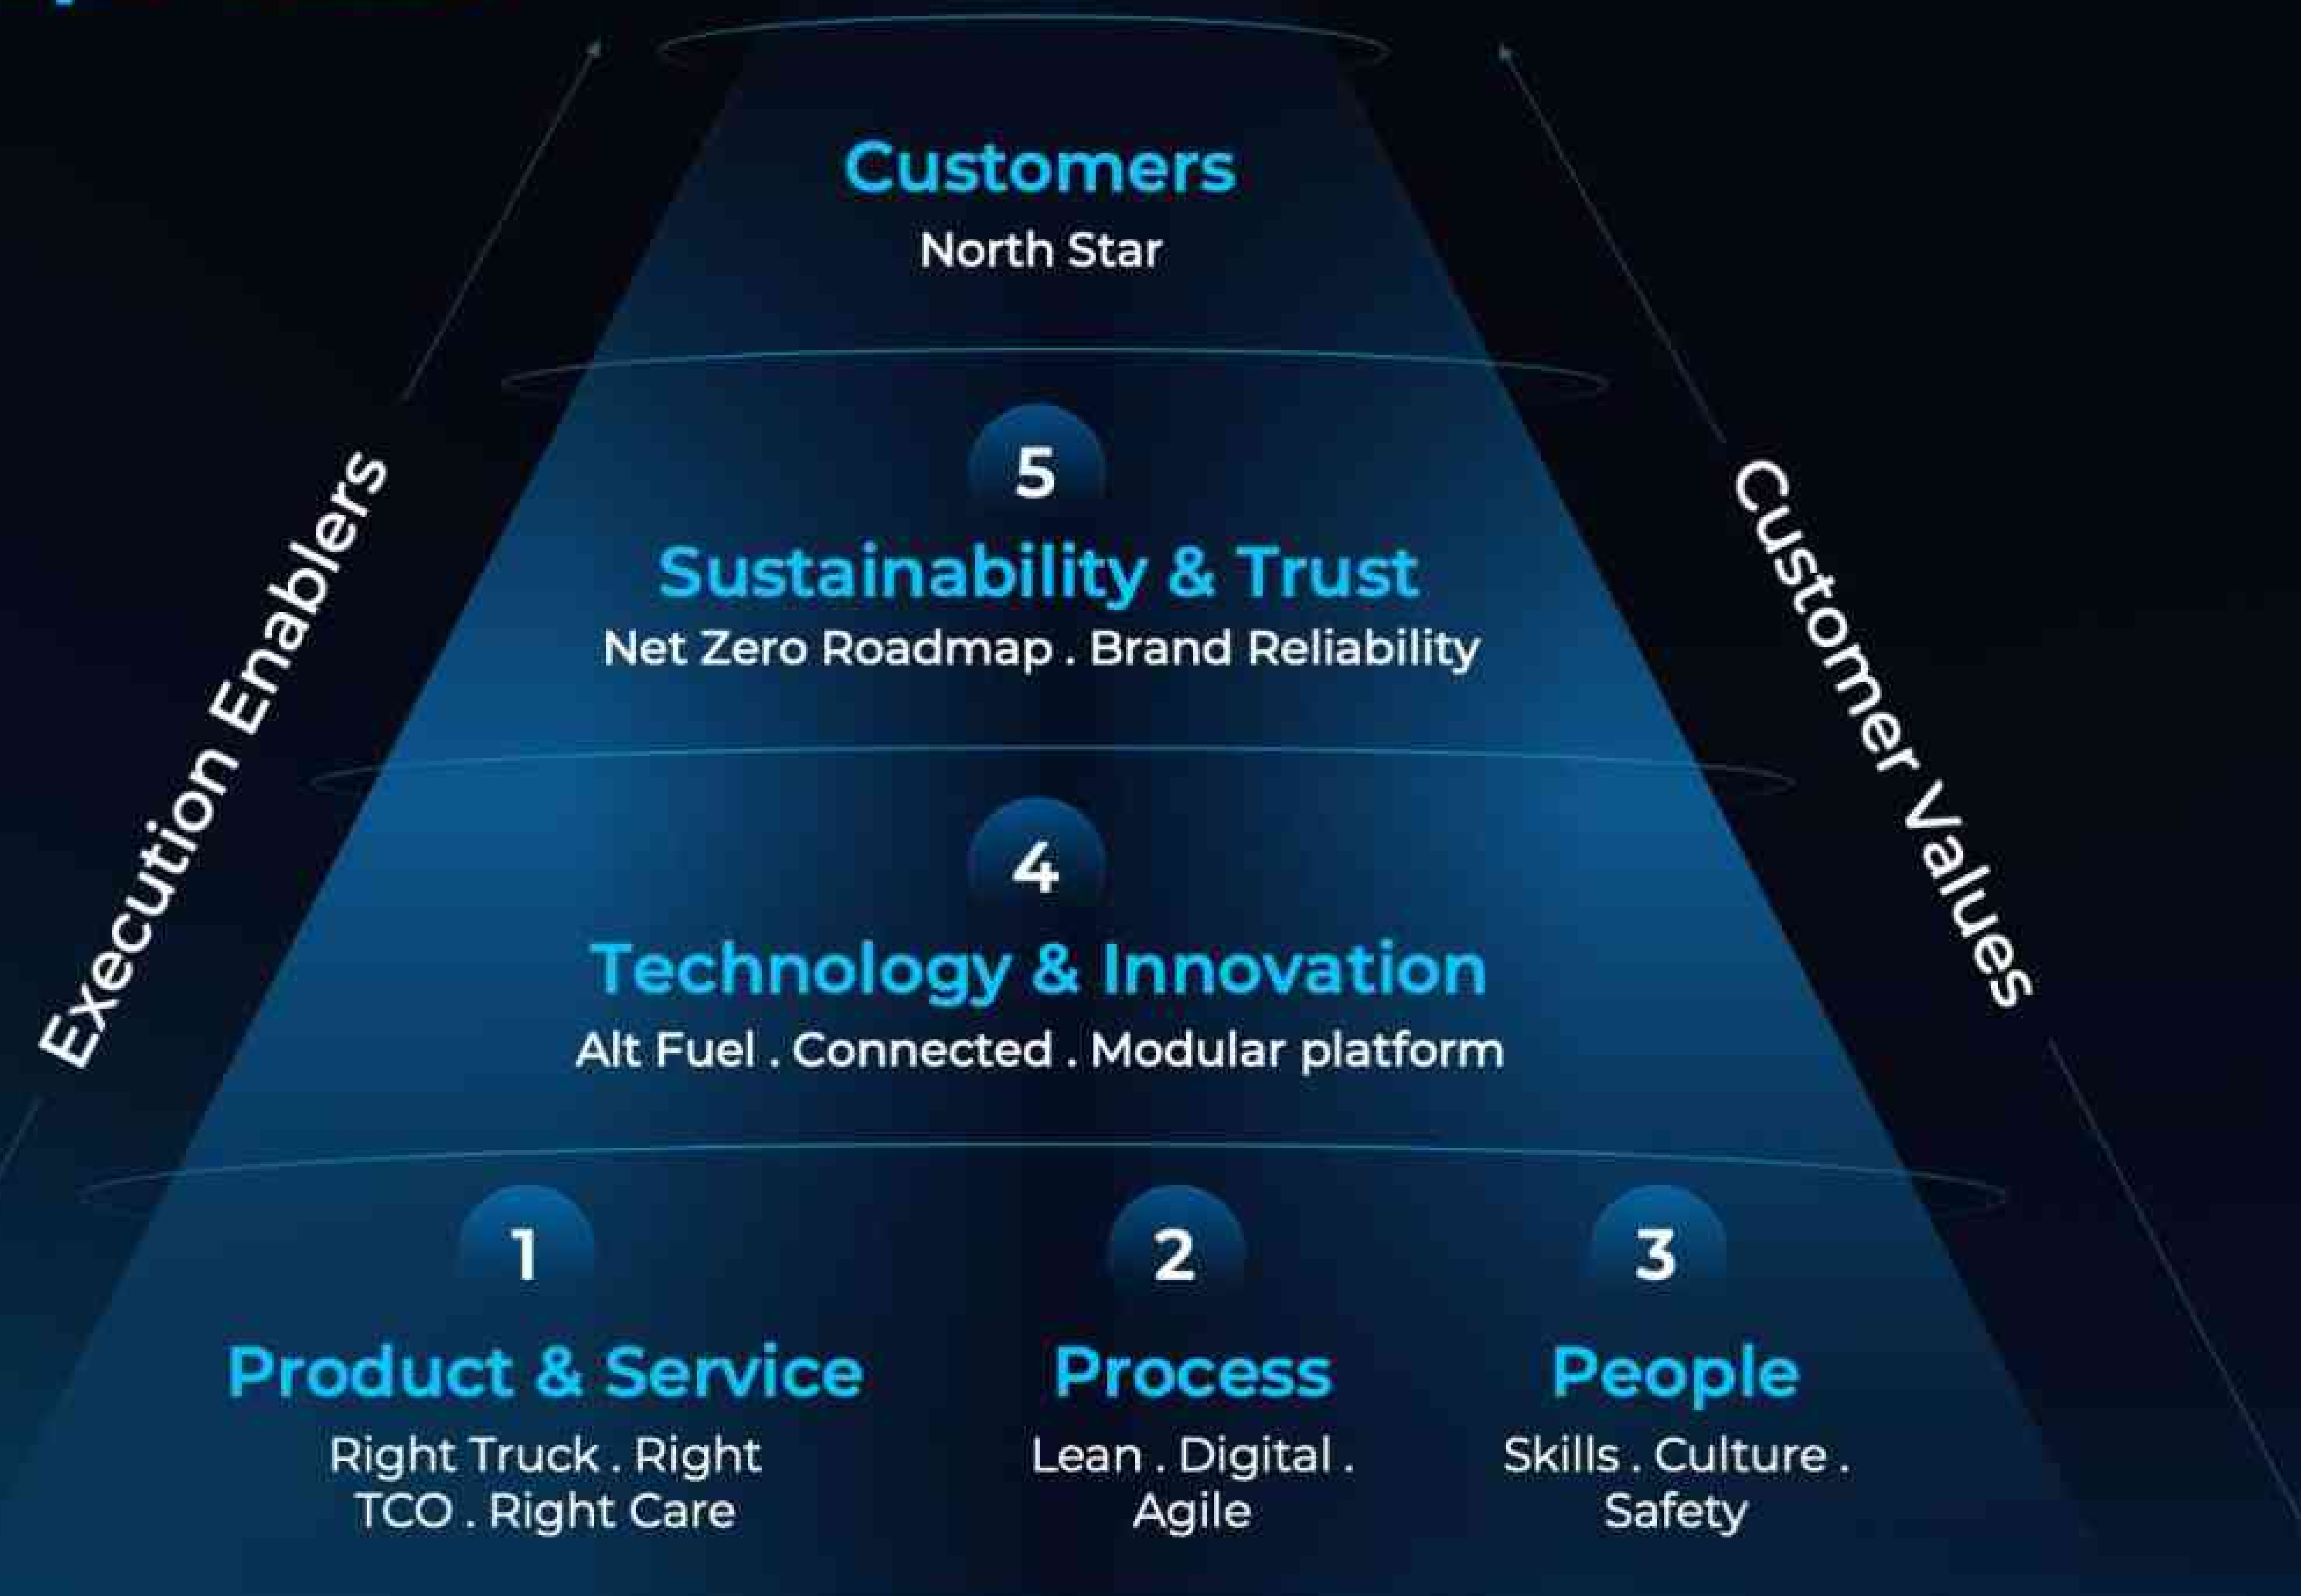 Customers
North Star
5
Sustainability & Trust
Net Zero Roadmap . Brand Reliability
4
Technology & Innovation
Alt Fuel . Connected . Modular platform
1
Product & Service
Right Truck . Right
TCO . Right Care
2
Process
Lean . Digital .
Agile
3
People
Skills . Culture .
Safety
Execution Enablers
Customer Values